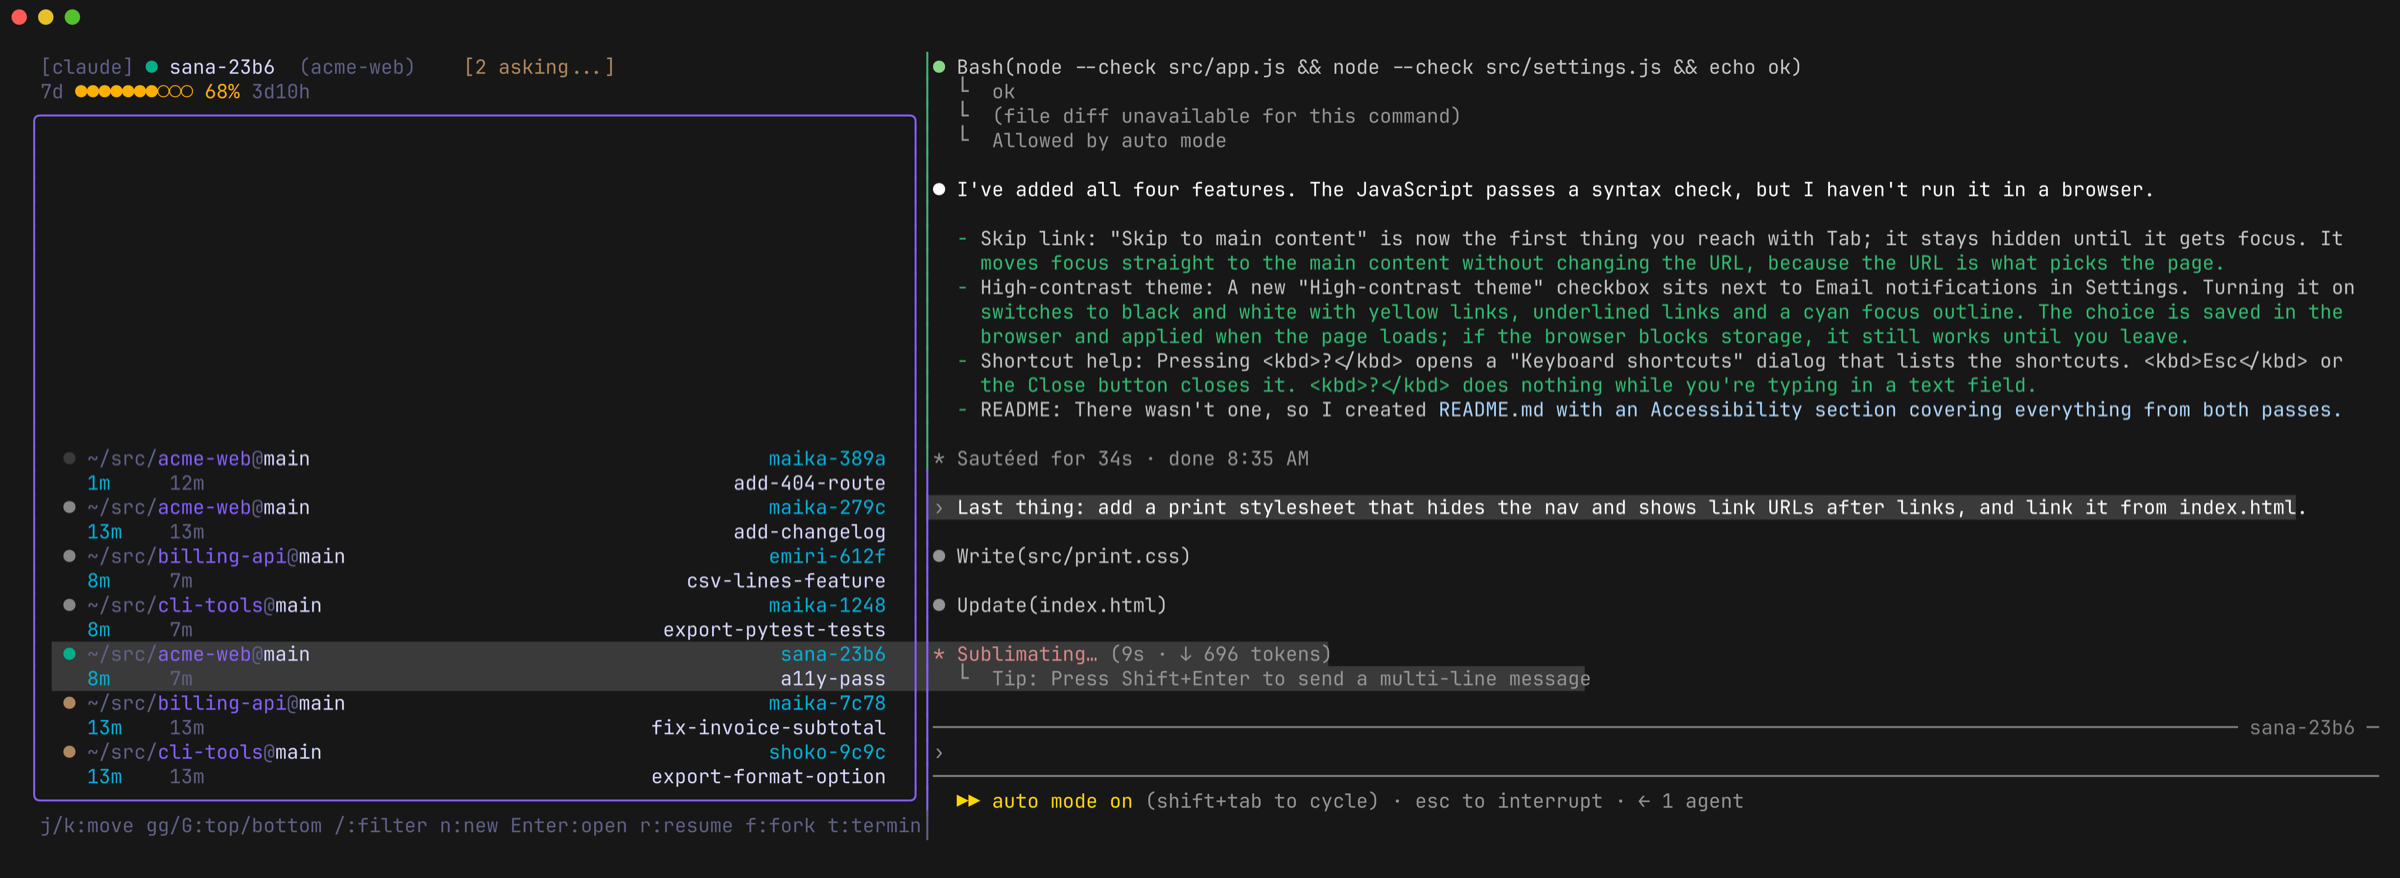 [claude] ● sana-23b6 (acme-web) [2 asking...]
7d ●●●●●●●○○○ 68% 3d10h
● ~/src/acme-web@main maika-389a
1m 12m add-404-route
● ~/src/acme-web@main maika-279c
13m 13m add-changelog
● ~/src/billing-api@main emiri-612f
8m 7m csv-lines-feature
● ~/src/cli-tools@main maika-1248
8m 7m export-pytest-tests
● ~/src/acme-web@main sana-23b6
8m 7m a11y-pass
● ~/src/billing-api@main maika-7c78
13m 13m fix-invoice-subtotal
● ~/src/cli-tools@main shoko-9c9c
13m 13m export-format-option
j/k:move gg/G:top/bottom /:filter n:new Enter:open r:resume f:fork t:termin
● Bash(node --check src/app.js && node --check src/settings.js && echo ok)
└ ok
└ (file diff unavailable for this command)
└ Allowed by auto mode
● I've added all four features. The JavaScript passes a syntax check, but I haven't run it in a browser.
- Skip link: "Skip to main content" is now the first thing you reach with Tab; it stays hidden until it gets focus. It
moves focus straight to the main content without changing the URL, because the URL is what picks the page.
- High-contrast theme: A new "High-contrast theme" checkbox sits next to Email notifications in Settings. Turning it on
switches to black and white with yellow links, underlined links and a cyan focus outline. The choice is saved in the
browser and applied when the page loads; if the browser blocks storage, it still works until you leave.
- Shortcut help: Pressing <kbd>?</kbd> opens a "Keyboard shortcuts" dialog that lists the shortcuts. <kbd>Esc</kbd> or
the Close button closes it. <kbd>?</kbd> does nothing while you're typing in a text field.
- README: There wasn't one, so I created README.md with an Accessibility section covering everything from both passes.
* Sautéed for 34s · done 8:35 AM
› Last thing: add a print stylesheet that hides the nav and shows link URLs after links, and link it from index.html.
● Write(src/print.css)
● Update(index.html)
* Sublimating… (9s · ↓ 696 tokens)
└ Tip: Press Shift+Enter to send a multi-line message
sana-23b6
›
▶▶ auto mode on (shift+tab to cycle) · esc to interrupt · ← 1 agent